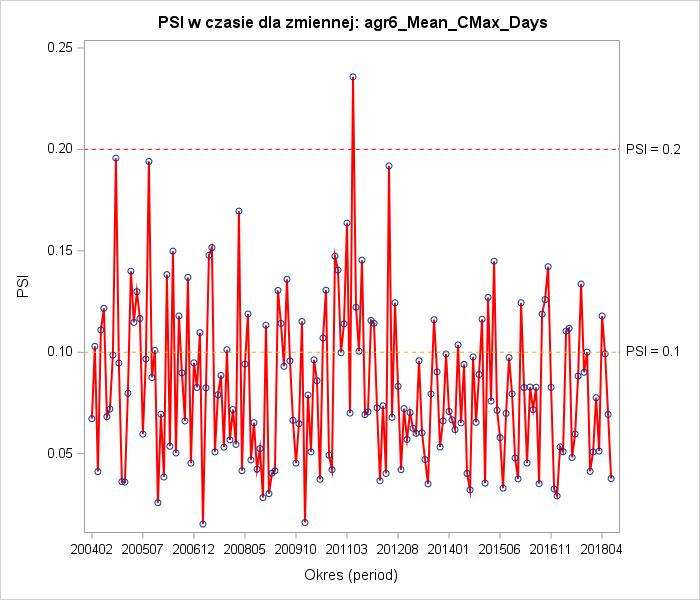 PSI w czasie dla zmiennej: agr6_Mean_CMax_Days
0.25
0.20
PSI = 0.2
0.15
PSI
0.10
PSI = 0.1
0.05
200402 200507 200612 200805 200910 201103 201208 201401 201506 201611 201804
Okres (period)